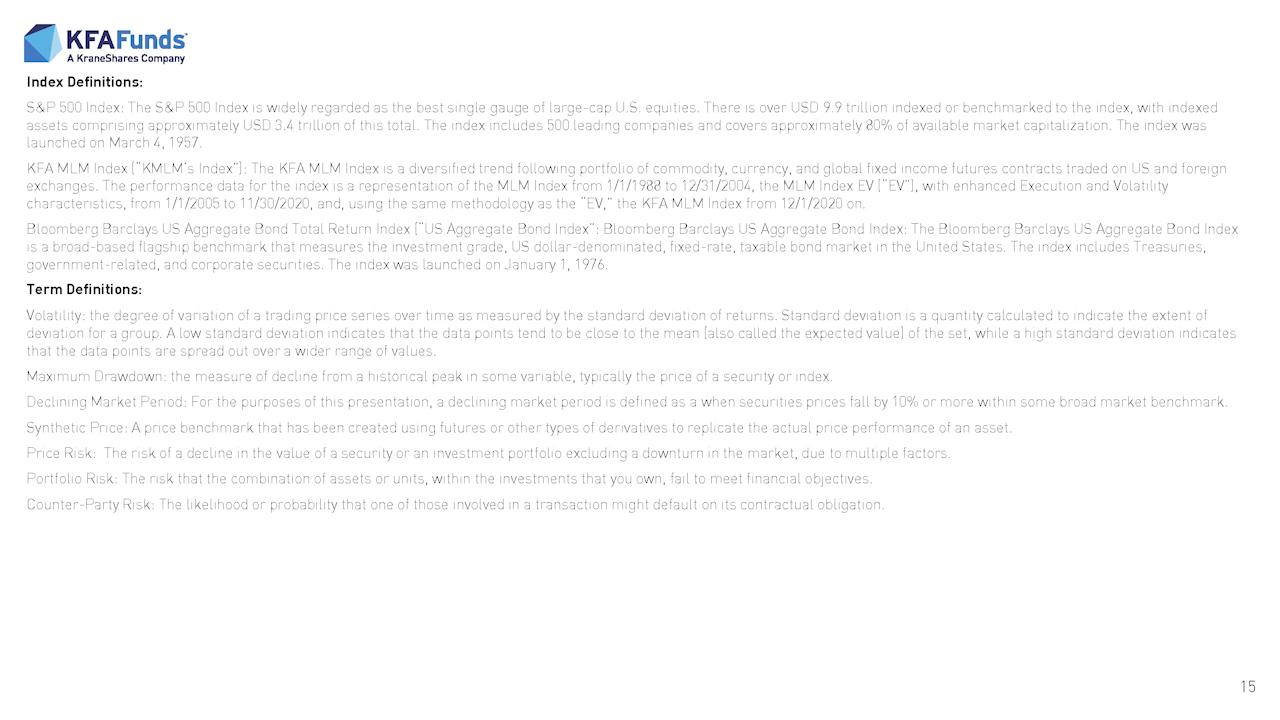 KFAFunds™
A KraneShares Company
Index Definitions:
S&P 500 Index: The S&P 500 Index is widely regarded as the best single gauge of large-cap U.S. equities. There is over USD 9.9 trillion indexed or benchmarked to the index, with indexed
assets comprising approximately USD 3.4 trillion of this total. The index includes 500 leading companies and covers approximately 80% of available market capitalization. The index was
launched on March 4, 1957.
KFA MLM Index ("KMLM's Index"): The KFA MLM Index is a diversified trend following portfolio of commodity, currency, and global fixed income futures contracts traded on US and foreign
exchanges. The performance data for the index is a representation of the MLM Index from 1/1/1988 to 12/31/2004, the MLM Index EV ("EV"), with enhanced Execution and Volatility
characteristics, from 1/1/2005 to 11/30/2020, and, using the same methodology as the "EV," the KFA MLM Index from 12/1/2020 on.
Bloomberg Barclays US Aggregate Bond Total Return Index ("US Aggregate Bond Index": Bloomberg Barclays US Aggregate Bond Index: The Bloomberg Barclays US Aggregate Bond Index
is a broad-based flagship benchmark that measures the investment grade, US dollar-denominated, fixed-rate, taxable bond market in the United States. The index includes Treasuries,
government-related, and corporate securities. The index was launched on January 1, 1976.
Term Definitions:
Volatility: the degree of variation of a trading price series over time as measured by the standard deviation of returns. Standard deviation is a quantity calculated to indicate the extent of
deviation for a group. A low standard deviation indicates that the data points tend to be close to the mean (also called the expected value) of the set, while a high standard deviation indicates
that the data points are spread out over a wider range of values.
Maximum Drawdown: the measure of decline from a historical peak in some variable, typically the price of a security or index.
Declining Market Period: For the purposes of this presentation, a declining market period is defined as a when securities prices fall by 10% or more within some broad market benchmark.
Synthetic Price: A price benchmark that has been created using futures or other types of derivatives to replicate the actual price performance of an asset.
Price Risk:  The risk of a decline in the value of a security or an investment portfolio excluding a downturn in the market, due to multiple factors.
Portfolio Risk: The risk that the combination of assets or units, within the investments that you own, fail to meet financial objectives.
Counter-Party Risk: The likelihood or probability that one of those involved in a transaction might default on its contractual obligation.
15